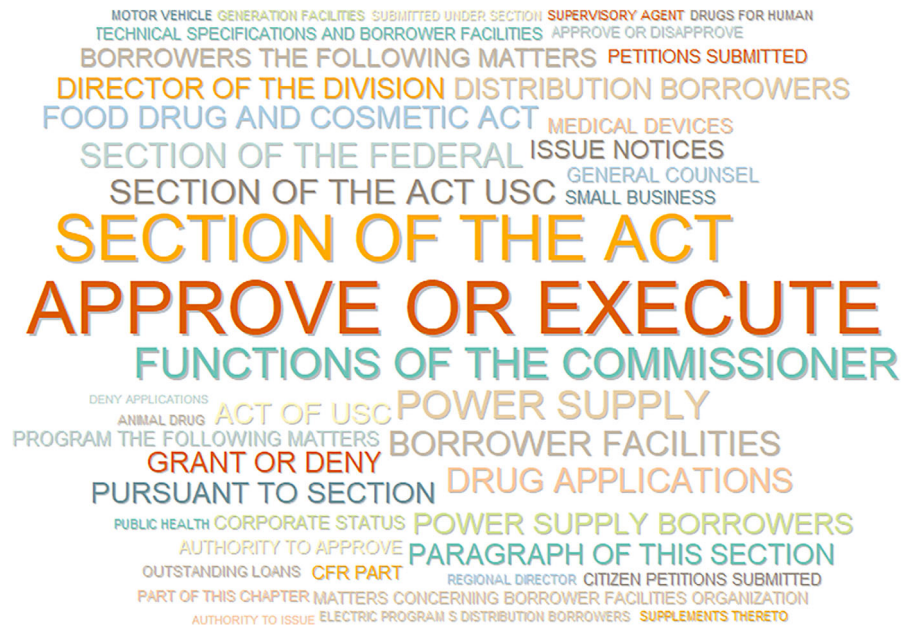 MOTOR VEHICLE GENERATION FACILITIES SUBMITTED UNDER SECTION SUPERVISORY AGENT DRUGS FOR HUMAN
TECHNICAL SPECIFICATIONS AND BORROWER FACILITIES APPROVE OR DISAPPROVE
BORROWERS THE FOLLOWING MATTERS PETITIONS SUBMITTED
DIRECTOR OF THE DIVISION DISTRIBUTION BORROWERS
FOOD DRUG AND COSMETIC ACT MEDICAL DEVICES
SECTION OF THE FEDERAL ISSUE NOTICES
GENERAL COUNSEL
SECTION OF THE ACT USC SMALL BUSINESS
SECTION OF THE ACT
APPROVE OR EXECUTE
FUNCTIONS OF THE COMMISSIONER
DENY APPLICATIONS
ANIMAL DRUG ACT OF USC POWER SUPPLY
PROGRAM THE FOLLOWING MATTERS BORROWER FACILITIES
GRANT OR DENY
PURSUANT TO SECTION DRUG APPLICATIONS
PUBLIC HEALTH CORPORATE STATUS POWER SUPPLY BORROWERS
AUTHORITY TO APPROVE PARAGRAPH OF THIS SECTION
OUTSTANDING LOANS CFR PART REGIONAL DIRECTOR CITIZEN PETITIONS SUBMITTED
PART OF THIS CHAPTER MATTERS CONCERNING BORROWER FACILITIES ORGANIZATION
AUTHORITY TO ISSUE ELECTRIC PROGRAM S DISTRIBUTION BORROWERS SUPPLEMENTS THERETO